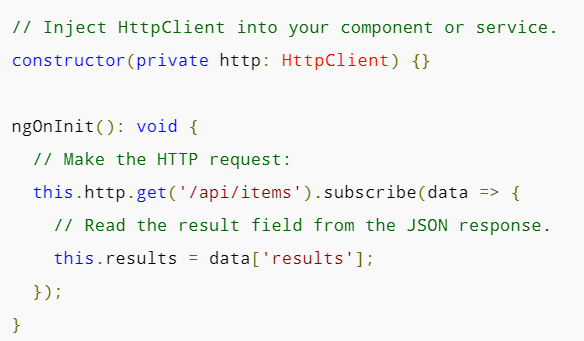 // Inject HttpClient into your component or service.
constructor(private http: HttpClient) {}
ngOnInit(): void {
  // Make the HTTP request:
  this.http.get('/api/items').subscribe(data => {
    // Read the result field from the JSON response.
    this.results = data['results'];
  });
}